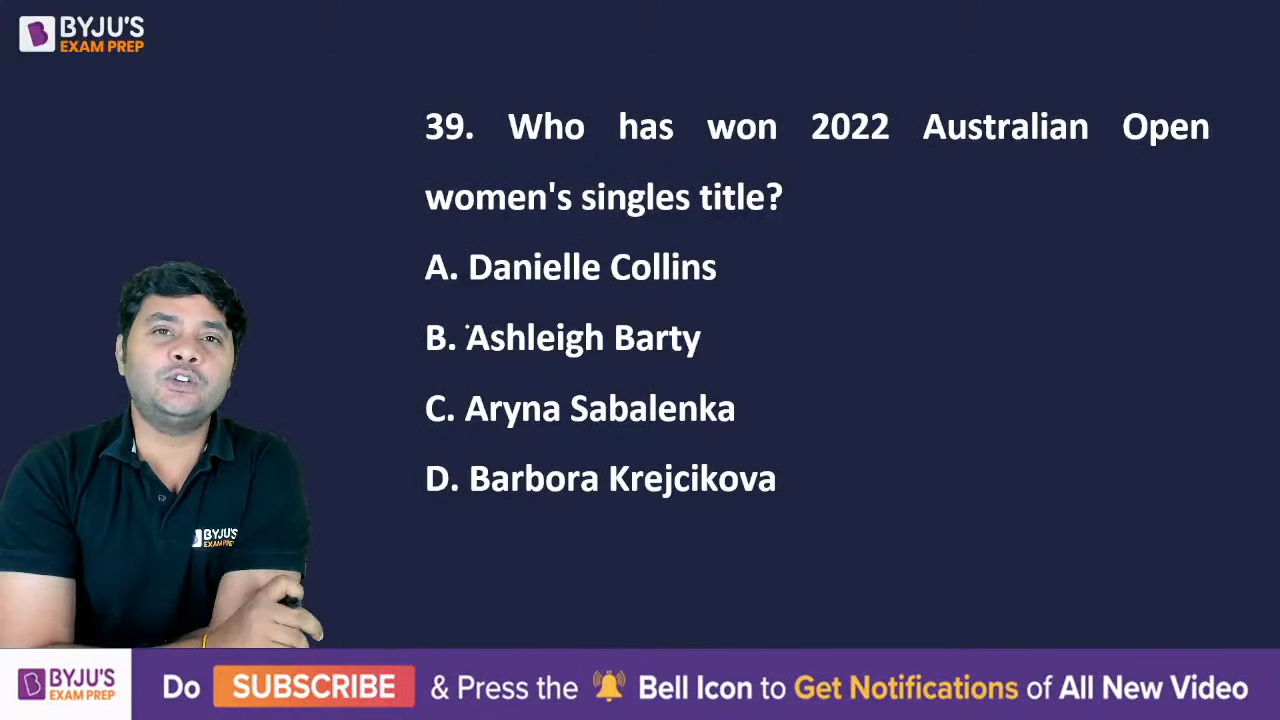 BYJU'S
EXAM PREP
39. Who has won 2022 Australian Open
women's singles title?
A. Danielle Collins
B. Ashleigh Barty
C. Aryna Sabalenka
D. Barbora Krejcikova
BYJU'S
EXAM PREP
BYJU'S
EXAM PREP
Do SUBSCRIBE & Press the Bell Icon to Get Notifications of All New Video